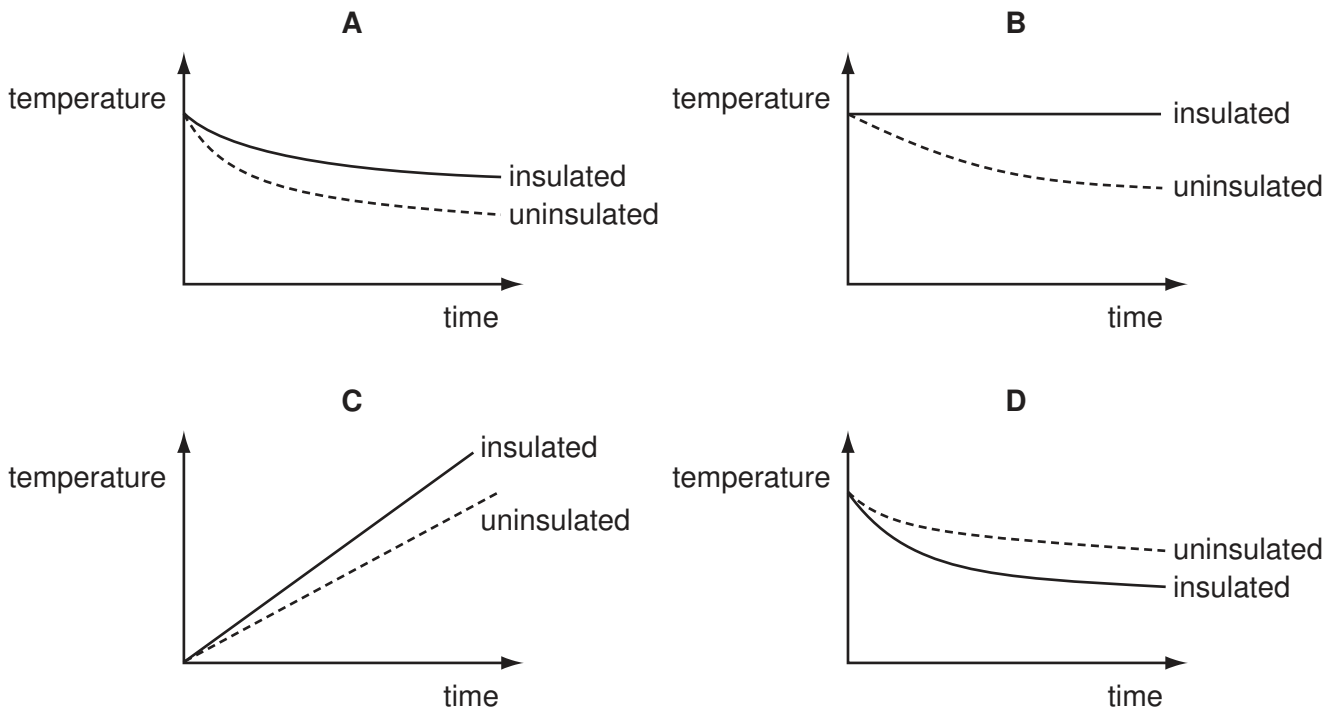 A
temperature
insulated
uninsulated
time
B
temperature
insulated
uninsulated
time
C
temperature
insulated
uninsulated
time
D
temperature
uninsulated
insulated
time